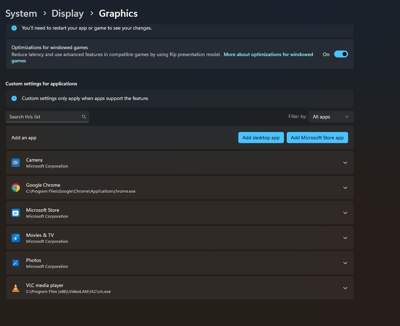 System > Display > Graphics
You'll need to restart your app or game to see your changes.
Optimizations for windowed games
Reduce latency and use advanced features in compatible games by using flip presentation model. More about optimizations for windowed
games
On
Custom settings for applications
Custom settings only apply when apps support the feature.
Search this list
Filter by: All apps
Add an app
Add desktop app
Add Microsoft Store app
Camera
Microsoft Corporation
Google Chrome
C:\Program Files\Google\Chrome\Application\chrome.exe
Microsoft Store
Microsoft Corporation
Movies & TV
Microsoft Corporation
Photos
Microsoft Corporation
VLC media player
C:\Program Files (x86)\VideoLAN\VLC\vlc.exe